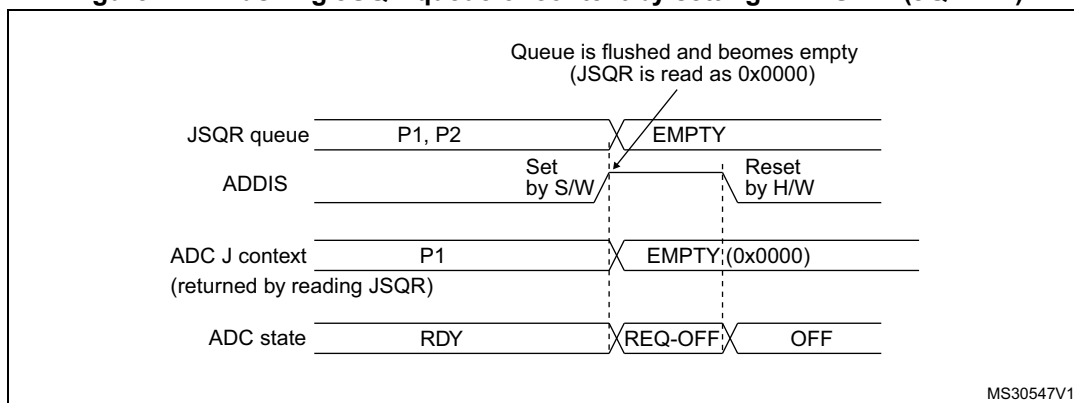 Queue is flushed and beomes empty
(JSQR is read as 0x0000)
JSQR queue P1, P2 EMPTY
ADDIS Set by S/W Reset by H/W
ADC J context P1 EMPTY (0x0000)
(returned by reading JSQR)
ADC state RDY REQ-OFF OFF
MS30547V1